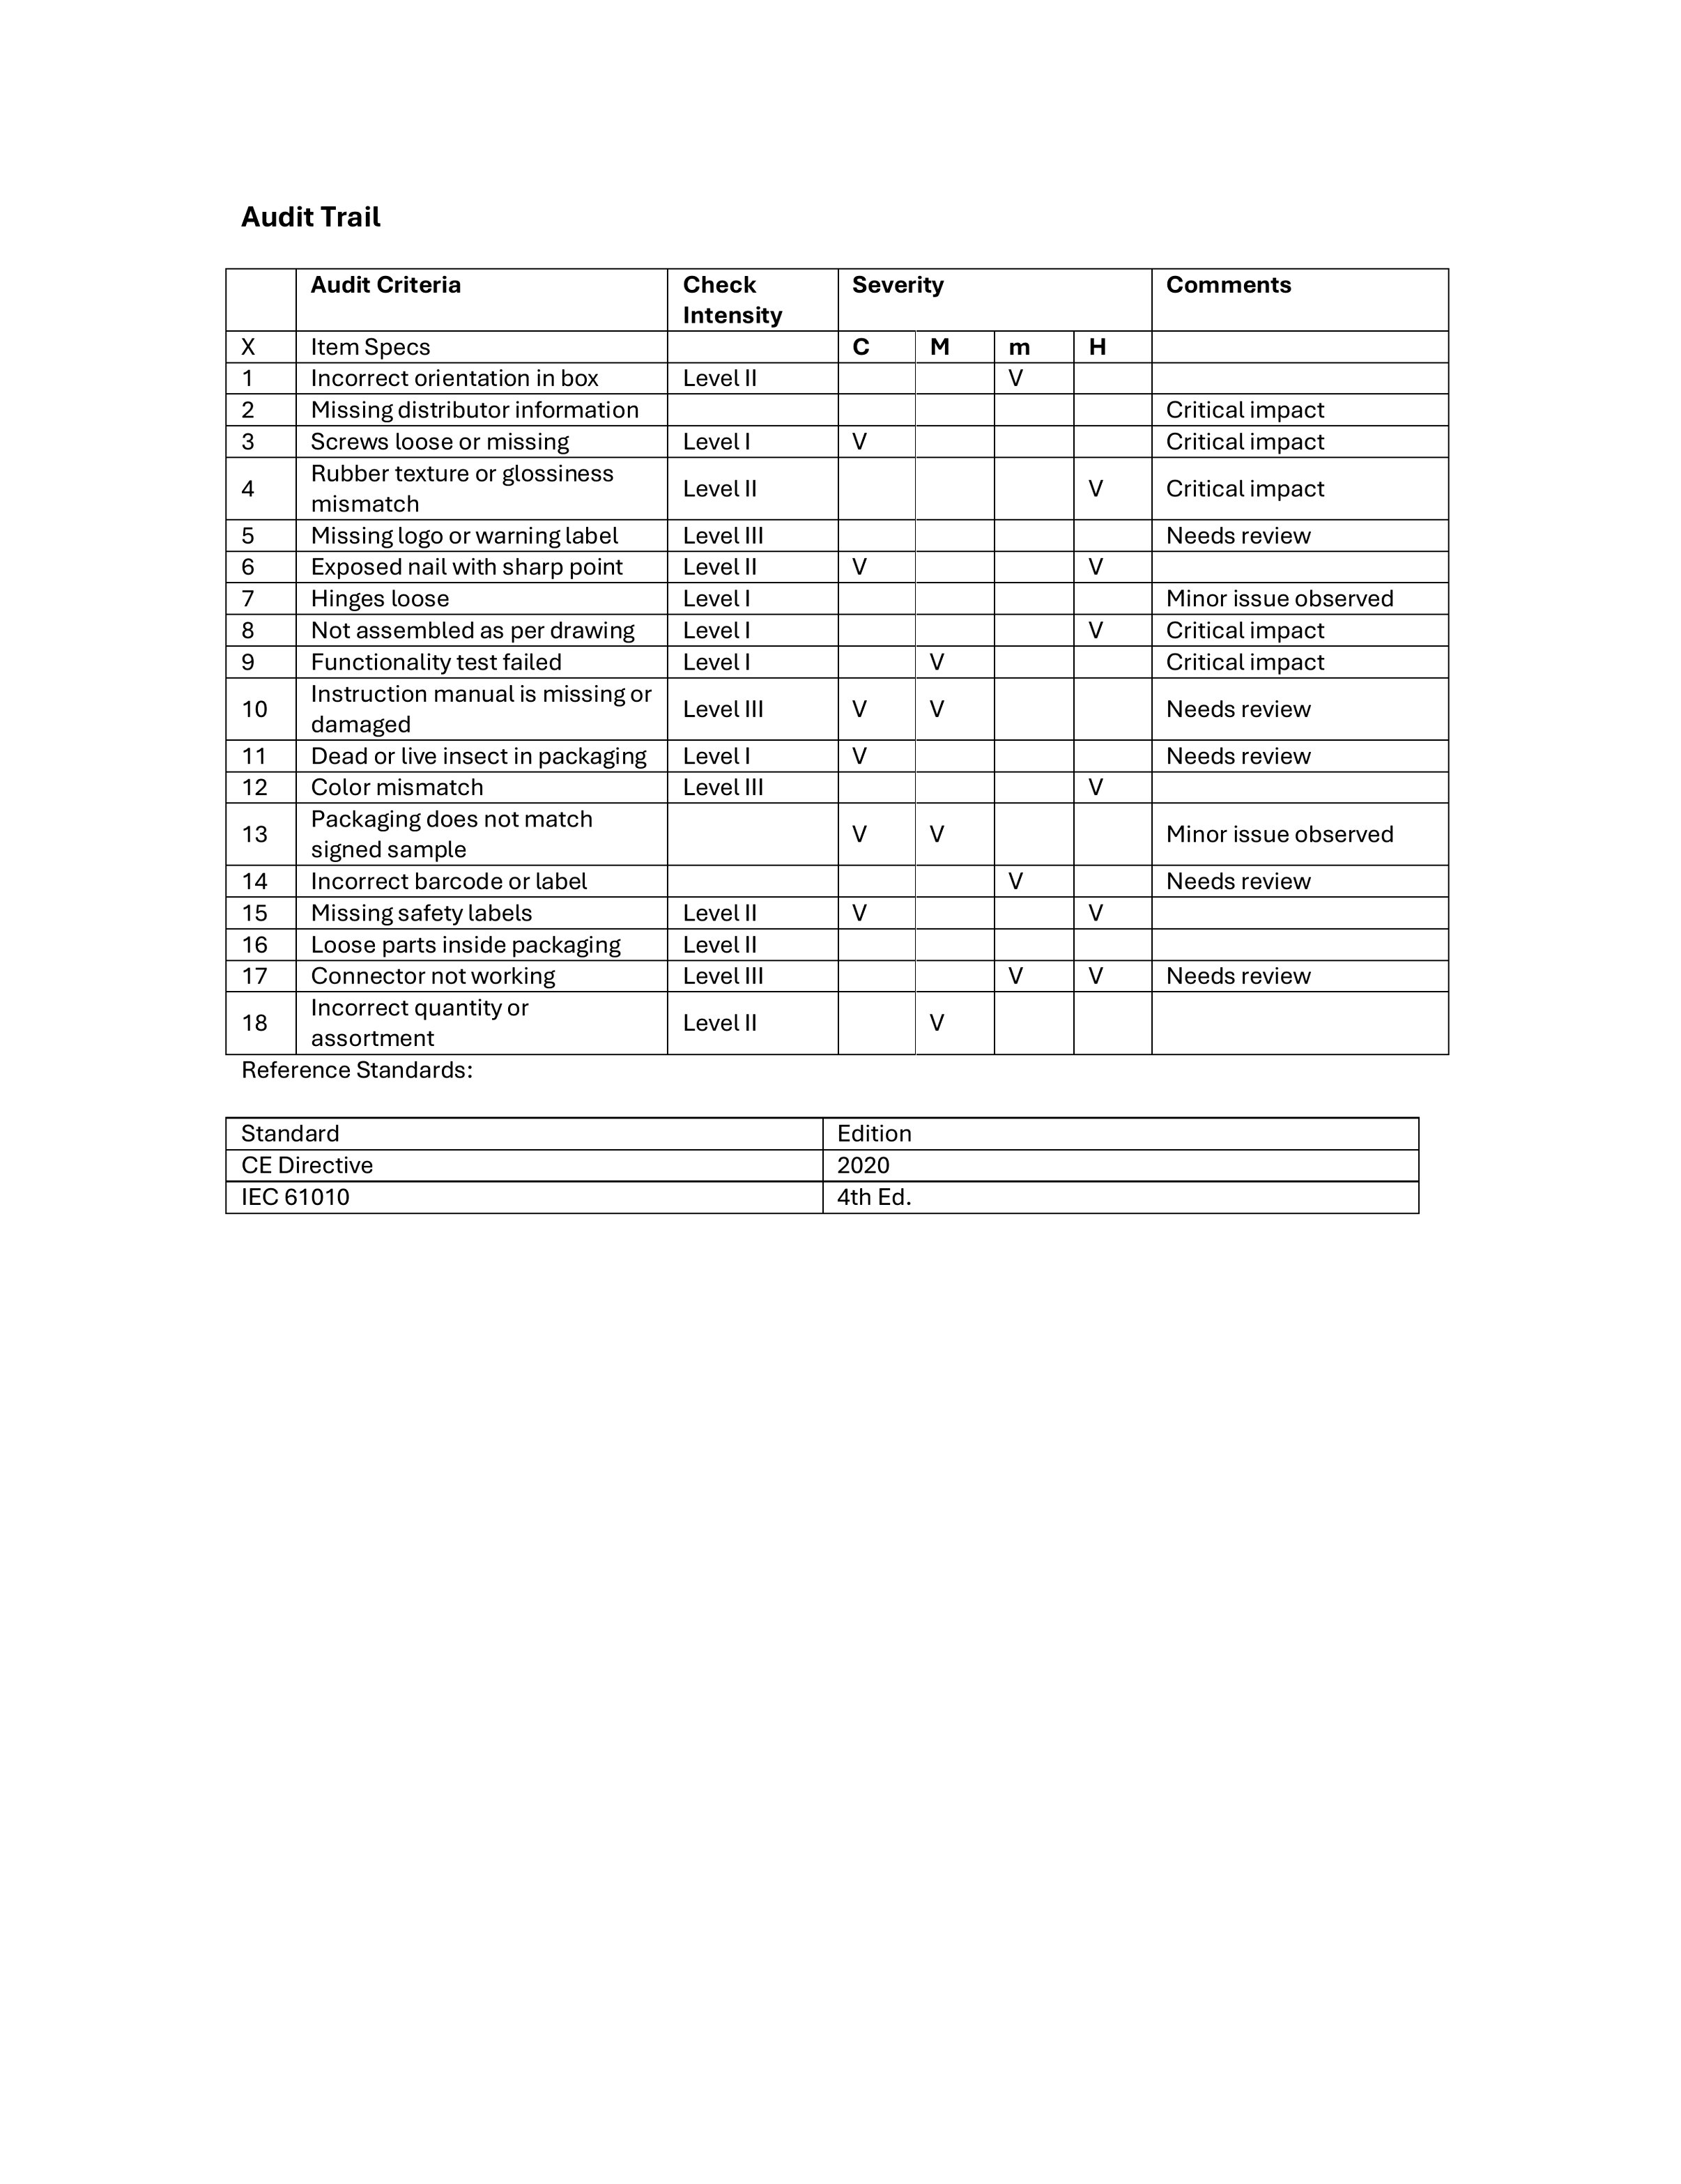 Audit Trail
Audit Criteria Check Severity Comments
Intensity
X Item Specs C M m H
1 Incorrect orientation in box Level II V
2 Missing distributor information Critical impact
3 Screws loose or missing Level I V Critical impact
Rubber texture or glossiness
4 Level II V Critical impact
mismatch
5 Missing logo or warning label Level III Needs review
6 Exposed nail with sharp point Level II V V
7 Hinges loose Level I Minor issue observed
8 Not assembled as per drawing Level I V Critical impact
9 Functionality test failed Level I V Critical impact
Instruction manual is missing or
10 Level III V V Needs review
damaged
11 Dead or live insect in packaging Level I V Needs review
12 Color mismatch Level III V
Packaging does not match
13 V V Minor issue observed
signed sample
14 Incorrect barcode or label V Needs review
15 Missing safety labels Level II V V
16 Loose parts inside packaging Level II
17 Connector not working Level III V V Needs review
Incorrect quantity or
18 Level II V
assortment
Reference Standards:
Standard Edition
CE Directive 2020
IEC 61010 4th Ed.